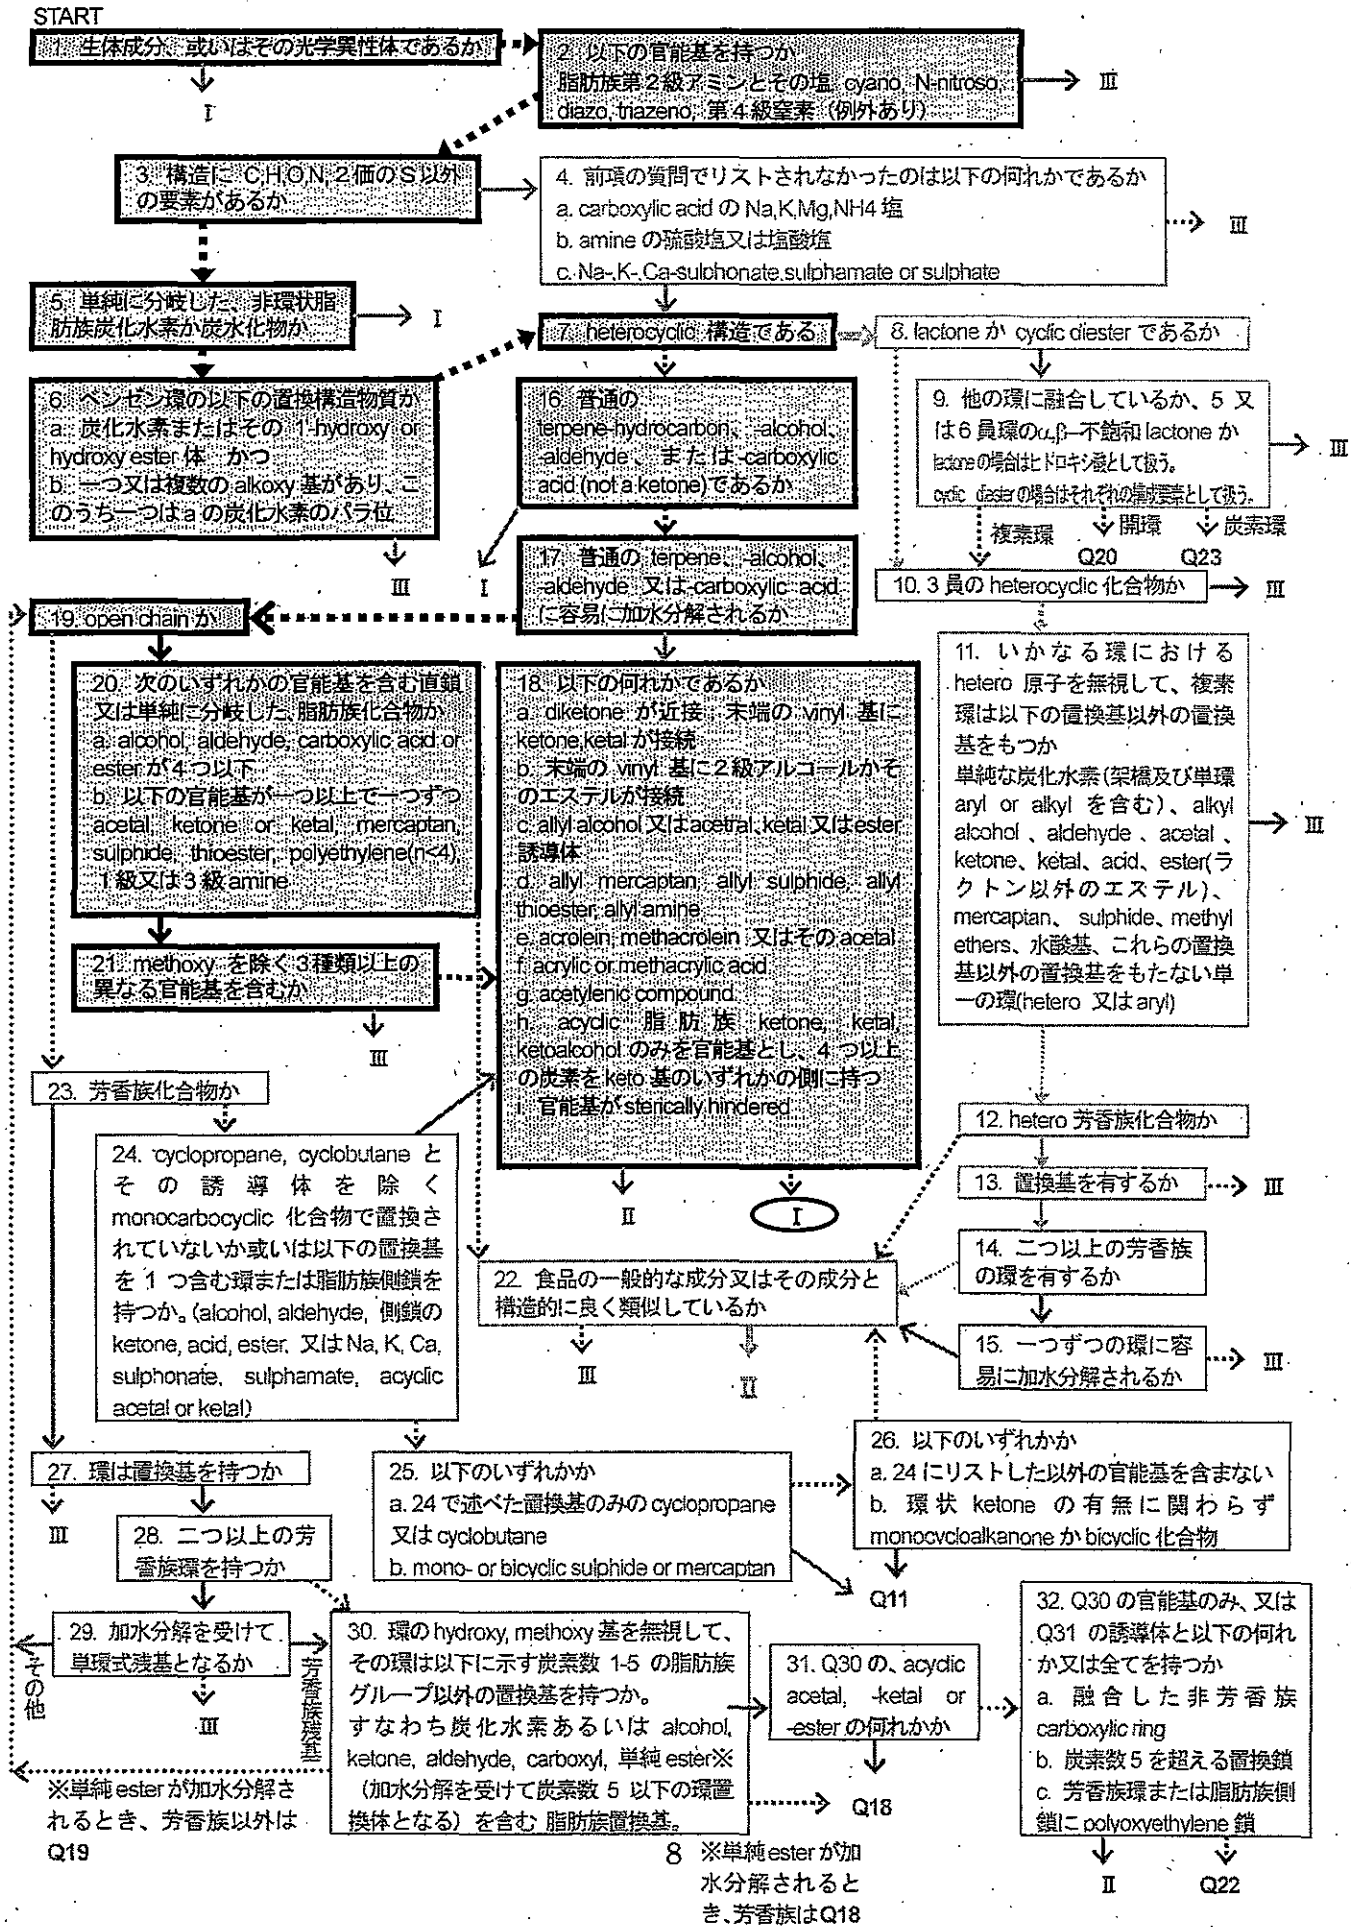 START
1. 生体成分、或いはその光学異性体であるか
I
2. 以下の官能基を持つか
脂肪族第2級アミンとその塩, cyano, N-nitroso,
diazo, triazeno, 第4級窒素（例外あり）
III
3. 構造に C,H,O,N, 2価のS以外
の要素があるか
4. 前項の質問でリストされなかったのは以下の何れかであるか
a. carboxylic acid の Na,K,Mg,NH4 塩
b. amine の硫酸塩又は塩酸塩
c. Na-,K-,Ca-sulphonate,sulphamate or sulphate
III
5. 単純に分岐した、非環状脂
肪族炭化水素か炭水化物か
I
7. heterocyclic 構造である
8. lactone か cyclic diester であるか
6. ベンゼン環の以下の置換構造物質か
a. 炭化水素またはその 1'-hydroxy or
hydroxy ester 体 かつ
b. 一つ又は複数の alkoxy 基があり、こ
のうち一つは a の炭化水素のパラ位
III
16. 普通の
terpene-hydrocarbon、-alcohol、
-aldehyde、または-carboxylic
acid (not a ketone)であるか
I
9. 他の環に融合しているか、5 又
は6 員環のα,β-不飽和 lactone か
lactoneの場合はヒドロキシ酸として扱う。
cyclic diesterの場合はそれぞれの構成要素として扱う。
III
複素環
開環
炭素環
Q20
Q23
17. 普通の terpene、-alcohol、
-aldehyde 又は-carboxylic acid
に容易に加水分解されるか
10. 3 員の heterocyclic 化合物か
III
19. open chain か
20. 次のいずれかの官能基を含む直鎖
又は単純に分岐した、脂肪族化合物か
a. alcohol, aldehyde, carboxylic acid or
ester が4つ以下
b. 以下の官能基が一つ以上で一つずつ
acetal, ketone or ketal, mercaptan,
sulphide, thioester, polyethylene(n<4),
1級又は3級 amine
18. 以下の何れかであるか
a. diketone が近接；末端の vinyl 基に
ketone,ketal が接続
b. 末端の vinyl 基に2級アルコールかそ
のエステルが接続
c. allyl alcohol 又は acetral, ketal 又は ester
誘導体
d. allyl mercaptan, allyl sulphide, allyl
thioester, allyl amine
e. acrolein, methacrolein 又はその acetal
f. acrylic or methacrylic acid
g. acetylenic compound
h. acyclic 脂肪族 ketone, ketal,
ketoalcohol のみを官能基とし、4つ以上
の炭素を keto 基のいずれかの側に持つ
i. 官能基が sterically hindered
II
I
11. いかなる環における
hetero 原子を無視して、複素
環は以下の置換基以外の置換
基をもつか
単純な炭化水素(架橋及び単環
aryl or alkyl を含む)、alkyl
alcohol、aldehyde、acetal、
ketone、ketal、acid、ester(ラ
クトン以外のエステル)、
mercaptan、sulphide、methyl
ethers、水酸基、これらの置換
基以外の置換基をもたない単
一の環(hetero 又は aryl)
III
21. methoxy を除く3種類以上の
異なる官能基を含むか
III
23. 芳香族化合物か
12. hetero 芳香族化合物か
13. 置換基を有するか
III
24. cyclopropane, cyclobutane と
その誘導体を除く
monocarbocyclic 化合物で置換さ
れていないか或いは以下の置換基
を1つ含む環または脂肪族側鎖を
持つか。(alcohol, aldehyde, 側鎖の
ketone, acid, ester, 又は Na, K, Ca,
sulphonate, sulphamate, acyclic
acetal or ketal)
14. 二つ以上の芳香族
の環を有するか
22. 食品の一般的な成分又はその成分と
構造的に良く類似しているか
III
II
15. 一つずつの環に容
易に加水分解されるか
III
27. 環は置換基を持つか
III
25. 以下のいずれかか
a. 24 で述べた置換基のみの cyclopropane
又は cyclobutane
b. mono- or bicyclic sulphide or mercaptan
26. 以下のいずれかか
a. 24 にリストした以外の官能基を含まない
b. 環状 ketone の有無に関わらず
monocycloalkanone か bicyclic 化合物
Q11
28. 二つ以上の芳
香族環を持つか
29. 加水分解を受けて
単環式残基となるか
III
その他
芳香族残基
30. 環の hydroxy, methoxy 基を無視して、
その環は以下に示す炭素数 1-5 の脂肪族
グループ以外の置換基を持つか。
すなわち炭化水素あるいは alcohol,
ketone, aldehyde, carboxyl, 単純 ester※
（加水分解を受けて炭素数 5 以下の環置
換体となる）を含む 脂肪族置換基。
31. Q30 の、acyclic
acetal, -ketal or
-ester の何れかか
Q18
32. Q30 の官能基のみ、又は
Q31 の誘導体と以下の何れ
か又は全てを持つか
a. 融合した非芳香族
carboxylic ring
b. 炭素数 5 を超える置換鎖
c. 芳香族環または脂肪族側
鎖に polyoxyethylene 鎖
II
Q22
※単純 ester が加水分解さ
れるとき、芳香族以外は
Q19
8
※単純 ester が加
水分解されると
き、芳香族は Q18